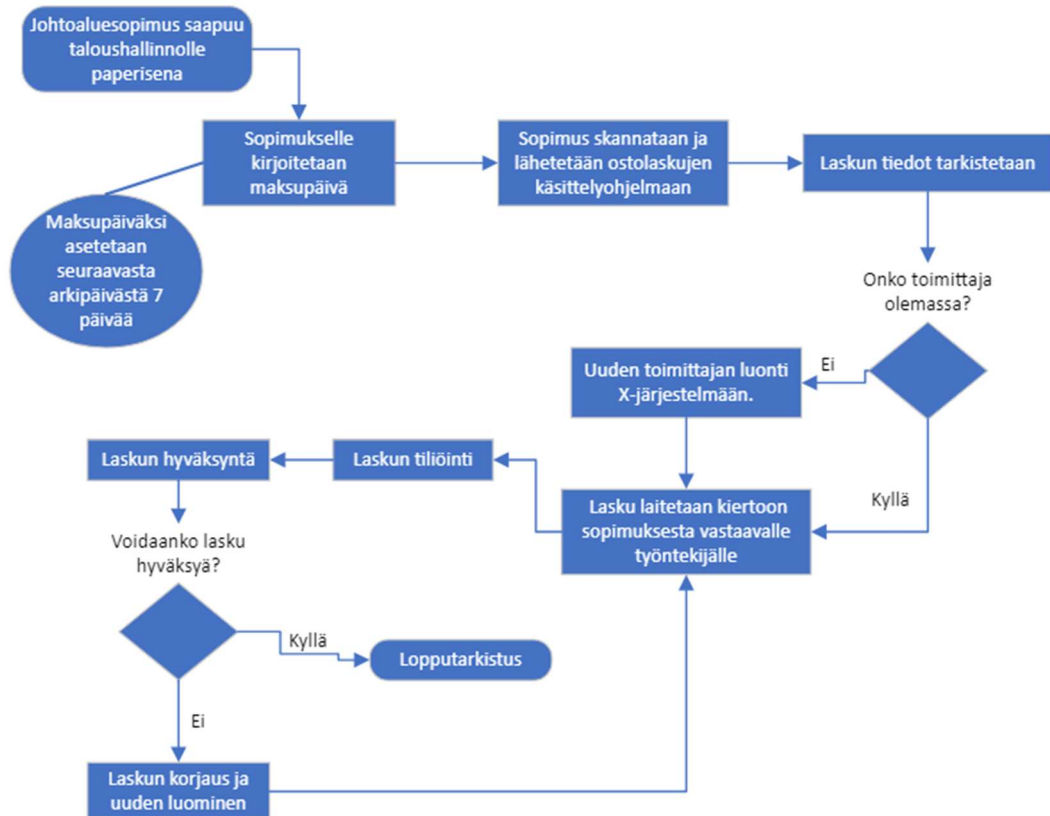 Johtoaluesopimus saapuu
taloushallinnolle
paperisena
Sopimukselle
kirjoitetaan
maksupäivä
Sopimus skannataan ja
lähetetään ostolaskujen
käsittelyohjelmaan
Laskun tiedot tarkistetaan
Maksupäiväksi
asetetaan
seuraavasta
arkipäivästä 7
päivää
Onko toimittaja
olemassa?
Ei
Uuden toimittajan luonti
X-järjestelmään.
Kyllä
Lasku laitetaan kiertoon
sopimuksesta vastaavalle
työntekijälle
Laskun tiliöinti
Laskun hyväksyntä
Voidaanko lasku
hyväksyä?
Kyllä
Lopputarkistus
Ei
Laskun korjaus ja
uuden luominen